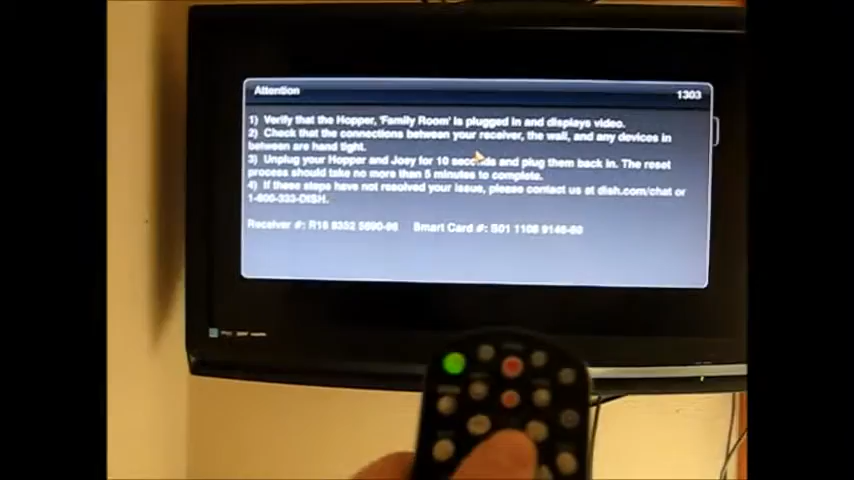 Attention 1303
1) Verify that the Hopper, 'Family Room' is plugged in and displays video.
2) Check that the connections between your receiver, the wall, and any devices in
between are hand tight.
3) Unplug your Hopper and Joey for 10 seconds and plug them back in. The reset
process should take no more than 5 minutes to complete.
4) If these steps have not resolved your issue, please contact us at dish.com/chat or
1-800-333-DISH.
Receiver #: Smart Card #: